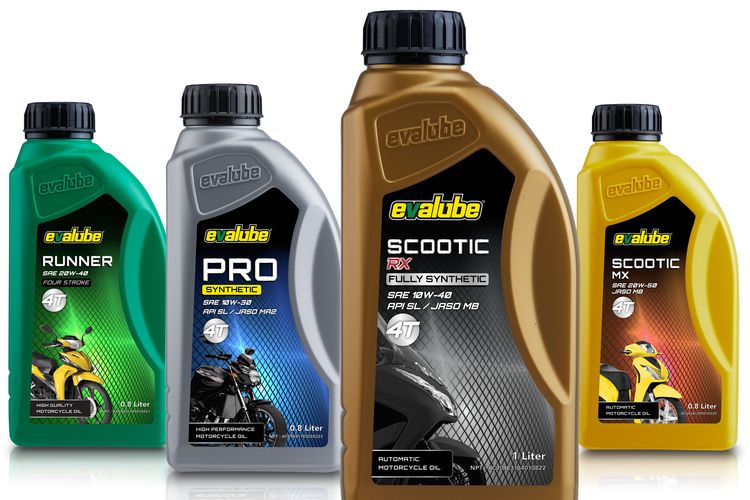 evalube
evalube
RUNNER
SAE 20W-40
FOUR STROKE
4T
HIGH QUALITY
MOTORCYCLE OIL
0.8 Liter
evalube
evalube
PRO
SYNTHETIC
SAE 10W-30
API SL / JASO MA2
4T
HIGH PERFORMANCE
MOTORCYCLE OIL
0.8 Liter
evalube
evalube
SCOOTIC
RX
FULLY SYNTHETIC
SAE 10W-40
API SL / JASO MB
4T
AUTOMATIC
MOTORCYCLE OIL
1 Liter
evalube
evalube
SCOOTIC
MX
SAE 20W-50
JASO MB
4T
AUTOMATIC
MOTORCYCLE OIL
0.8 Liter